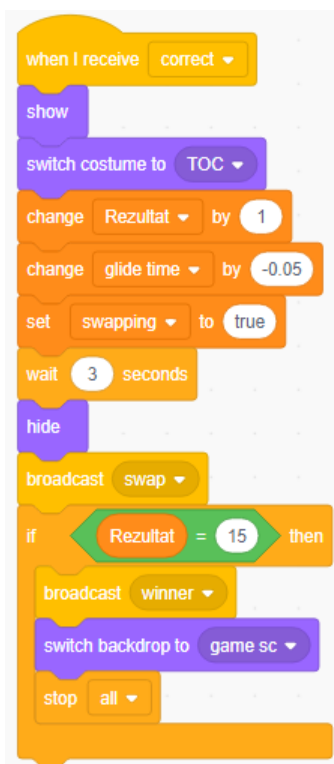 when I receive correct
show
switch costume to TOC
change Rezultat by 1
change glide time by -0.05
set swapping to true
wait 3 seconds
hide
broadcast swap
if Rezultat = 15 then
broadcast winner
switch backdrop to game sc
stop all